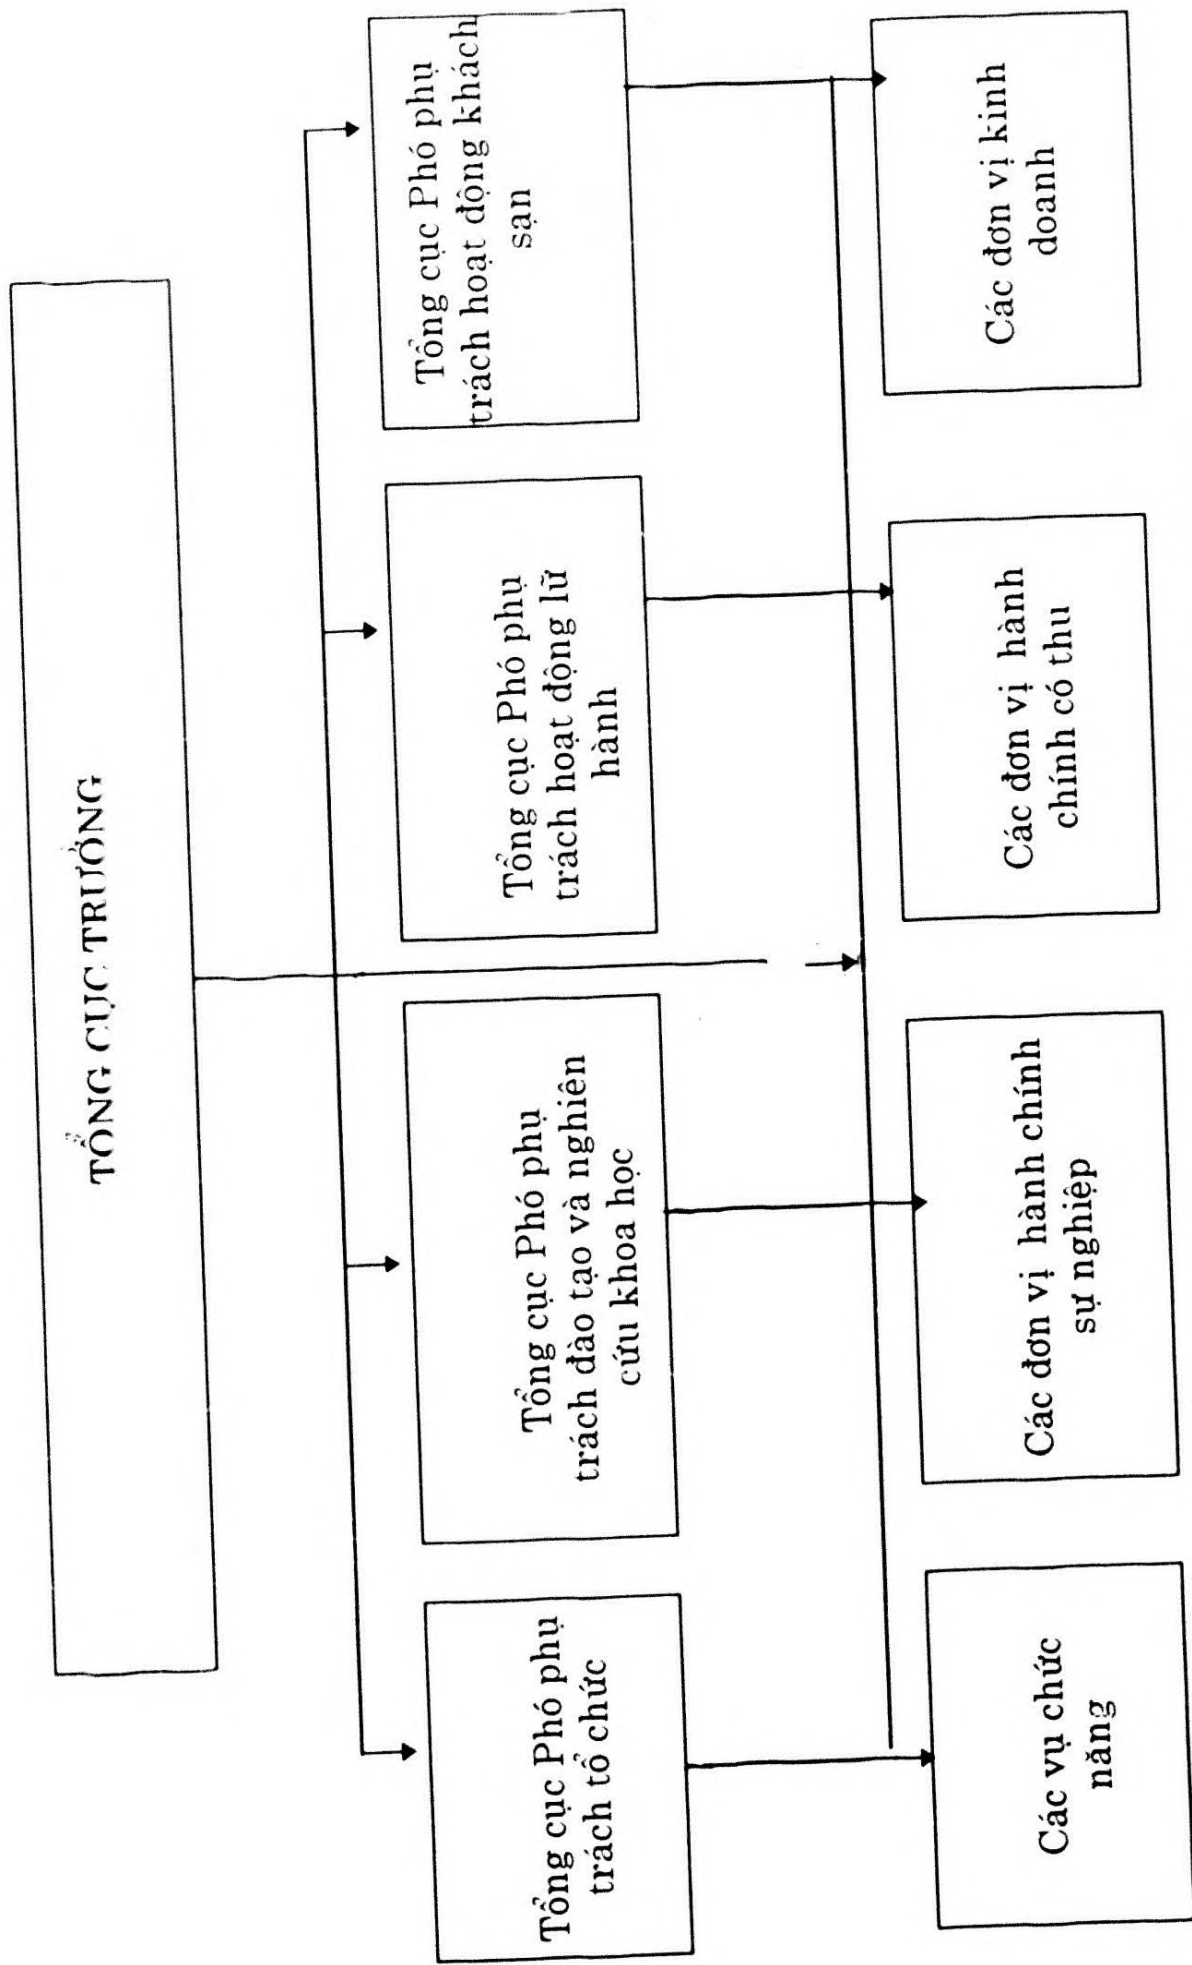 TỔNG CỤC TRƯỞNG
Tổng cục Phó phụ
trách tổ chức
Tổng cục Phó phụ
trách đào tạo và nghiên
cứu khoa học
Tổng cục Phó phụ
trách hoạt động lữ
hành
Tổng cục Phó phụ
trách hoạt động khách
sạn
Các vụ chức
năng
Các đơn vị hành chính
sự nghiệp
Các đơn vị hành
chính có thu
Các đơn vị kinh
doanh